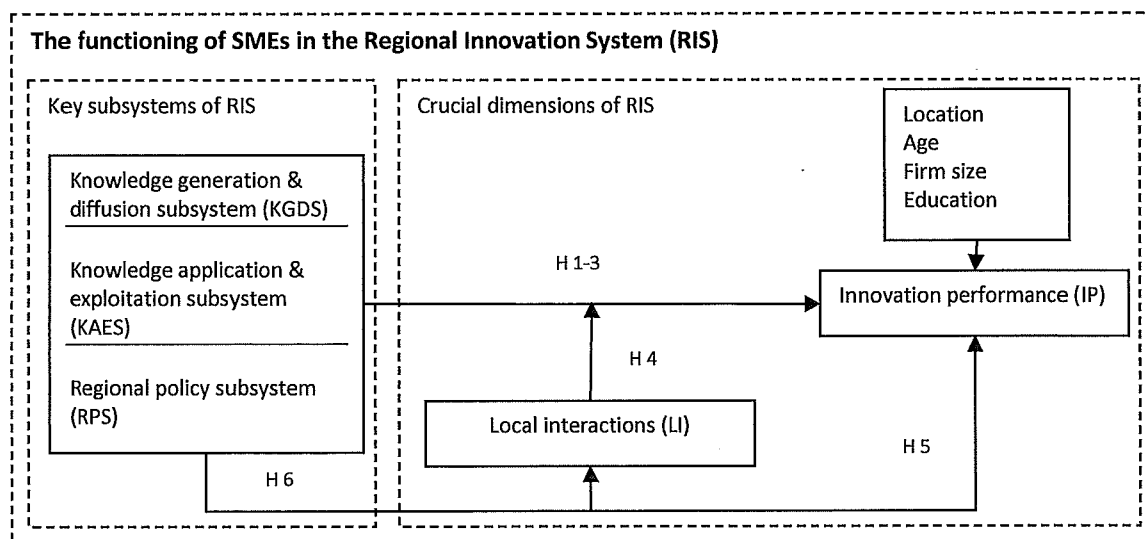 The functioning of SMEs in the Regional Innovation System (RIS)
Key subsystems of RIS
Knowledge generation &
diffusion subsystem (KGDS)
Knowledge application &
exploitation subsystem
(KAES)
Regional policy subsystem
(RPS)
H 6
Crucial dimensions of RIS
Location
Age
Firm size
Education
H 1-3
Innovation performance (IP)
H 4
Local interactions (LI)
H 5